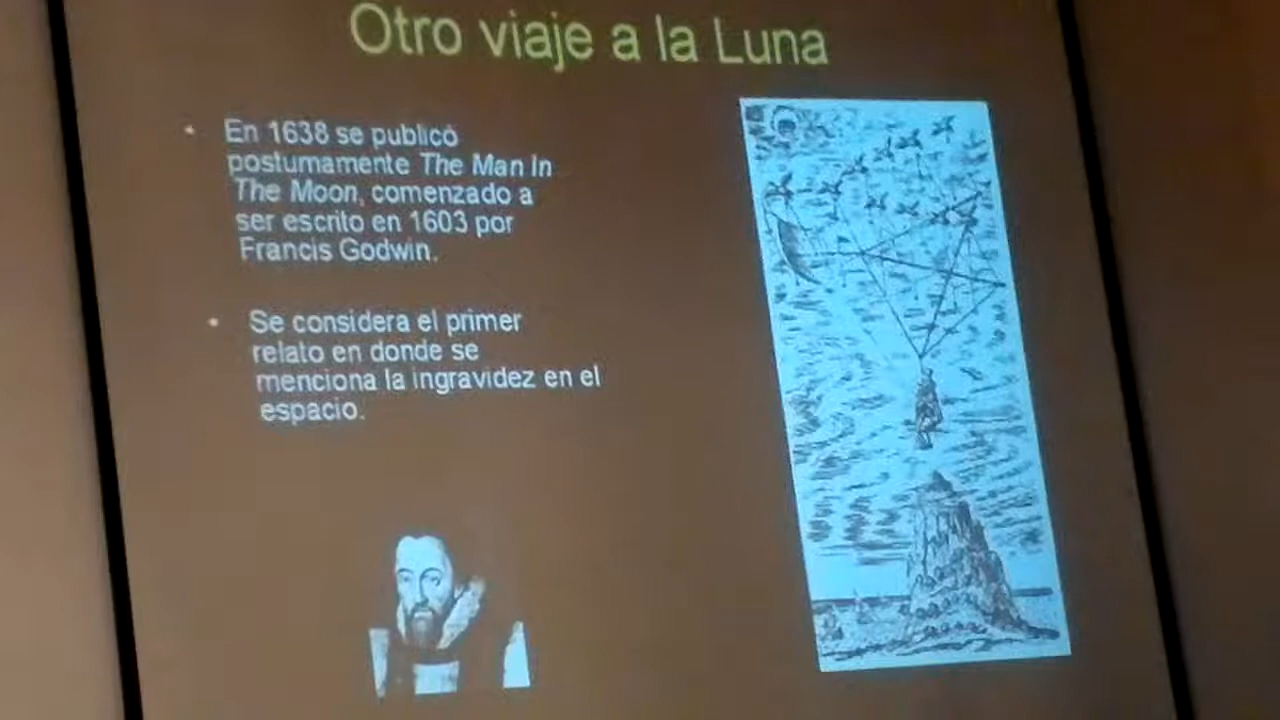 Otro viaje a la Luna
• En 1638 se publicó
postumamente The Man In
The Moon, comenzado a
ser escrito en 1603 por
Francis Godwin.
• Se considera el primer
relato en donde se
menciona la ingravidez en el
espacio.